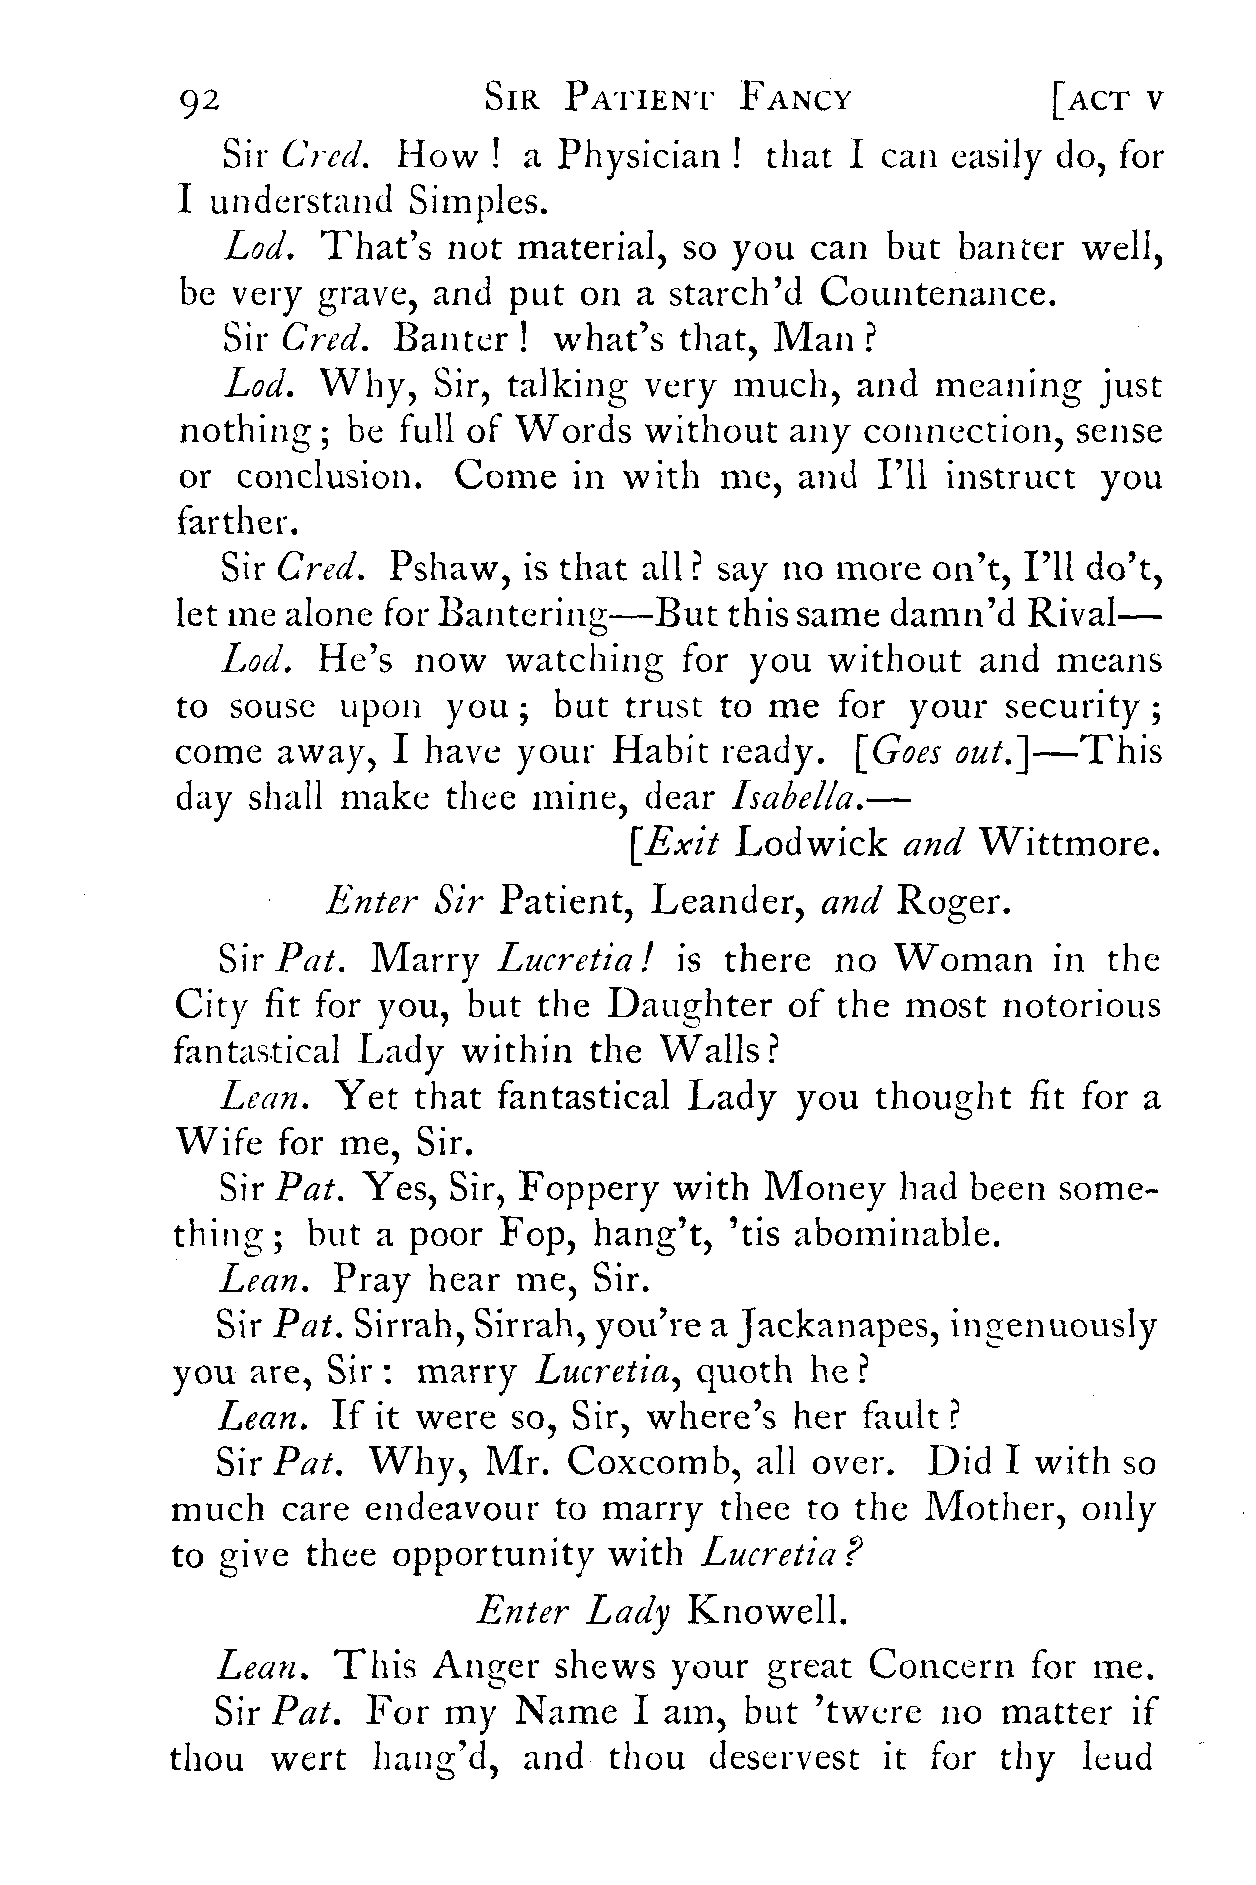 92 Sir Patient Fancy [act v
Sir Cred. How ! a Physician ! that I can easily do, for
I understand Simples.
Lod. That's not material, so you can but banter well,
be very grave, and put on a starch'd Countenance.
Sir Cred. Banter ! what's that, Man ?
Lod. Why, Sir, talking very much, and meaning just
nothing ; be full of Words without any connection, sense
or conclusion. Come in with me, and I'll instruct you
farther.
Sir Cred. Pshaw, is that all ? say no more on't, I'll do't,
let me alone for Bantering—But this same damn'd Rival—
Lod. He's now watching for you without and means
to souse upon you ; but trust to me for your security ;
come away, I have your Habit ready. [Goes out.]—This
day shall make thee mine, dear Isabella.—
[Exit Lodwick and Wittmore.
Enter Sir Patient, Leander, and Roger.
Sir Pat. Marry Lucretia ! is there no Woman in the
City fit for you, but the Daughter of the most notorious
fantastical Lady within the Walls ?
Lean. Yet that fantastical Lady you thought fit for a
Wife for me, Sir.
Sir Pat. Yes, Sir, Foppery with Money had been some-
thing ; but a poor Fop, hang't, 'tis abominable.
Lean. Pray hear me, Sir.
Sir Pat. Sirrah, Sirrah, you're a Jackanapes, ingenuously
you are, Sir : marry Lucretia, quoth he ?
Lean. If it were so, Sir, where's her fault ?
Sir Pat. Why, Mr. Coxcomb, all over. Did I with so
much care endeavour to marry thee to the Mother, only
to give thee opportunity with Lucretia ?
Enter Lady Knowell.
Lean. This Anger shews your great Concern for me.
Sir Pat. For my Name I am, but 'twere no matter if
thou wert hang'd, and thou deservest it for thy leud